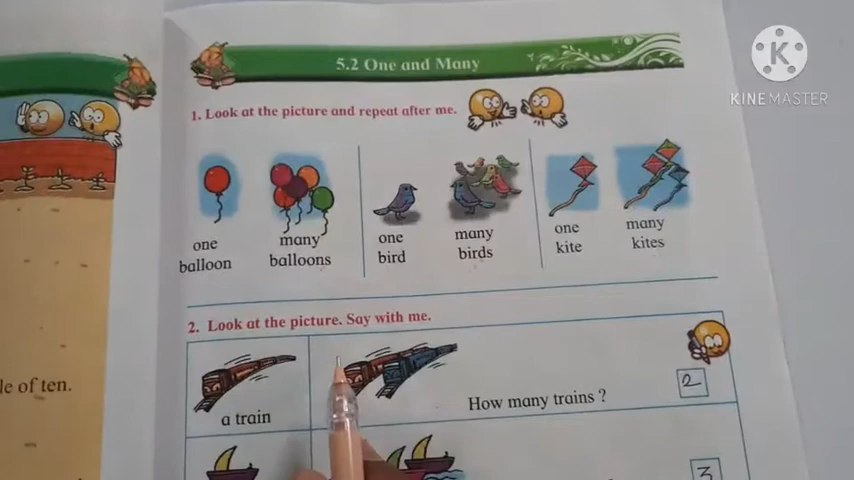 5.2 One and Many
1. Look at the picture and repeat after me.
one balloon
many balloons
one bird
many birds
one kite
many kites
2. Look at the picture. Say with me.
a train
How many trains ?
2
3
le of ten.
KINEMASTER